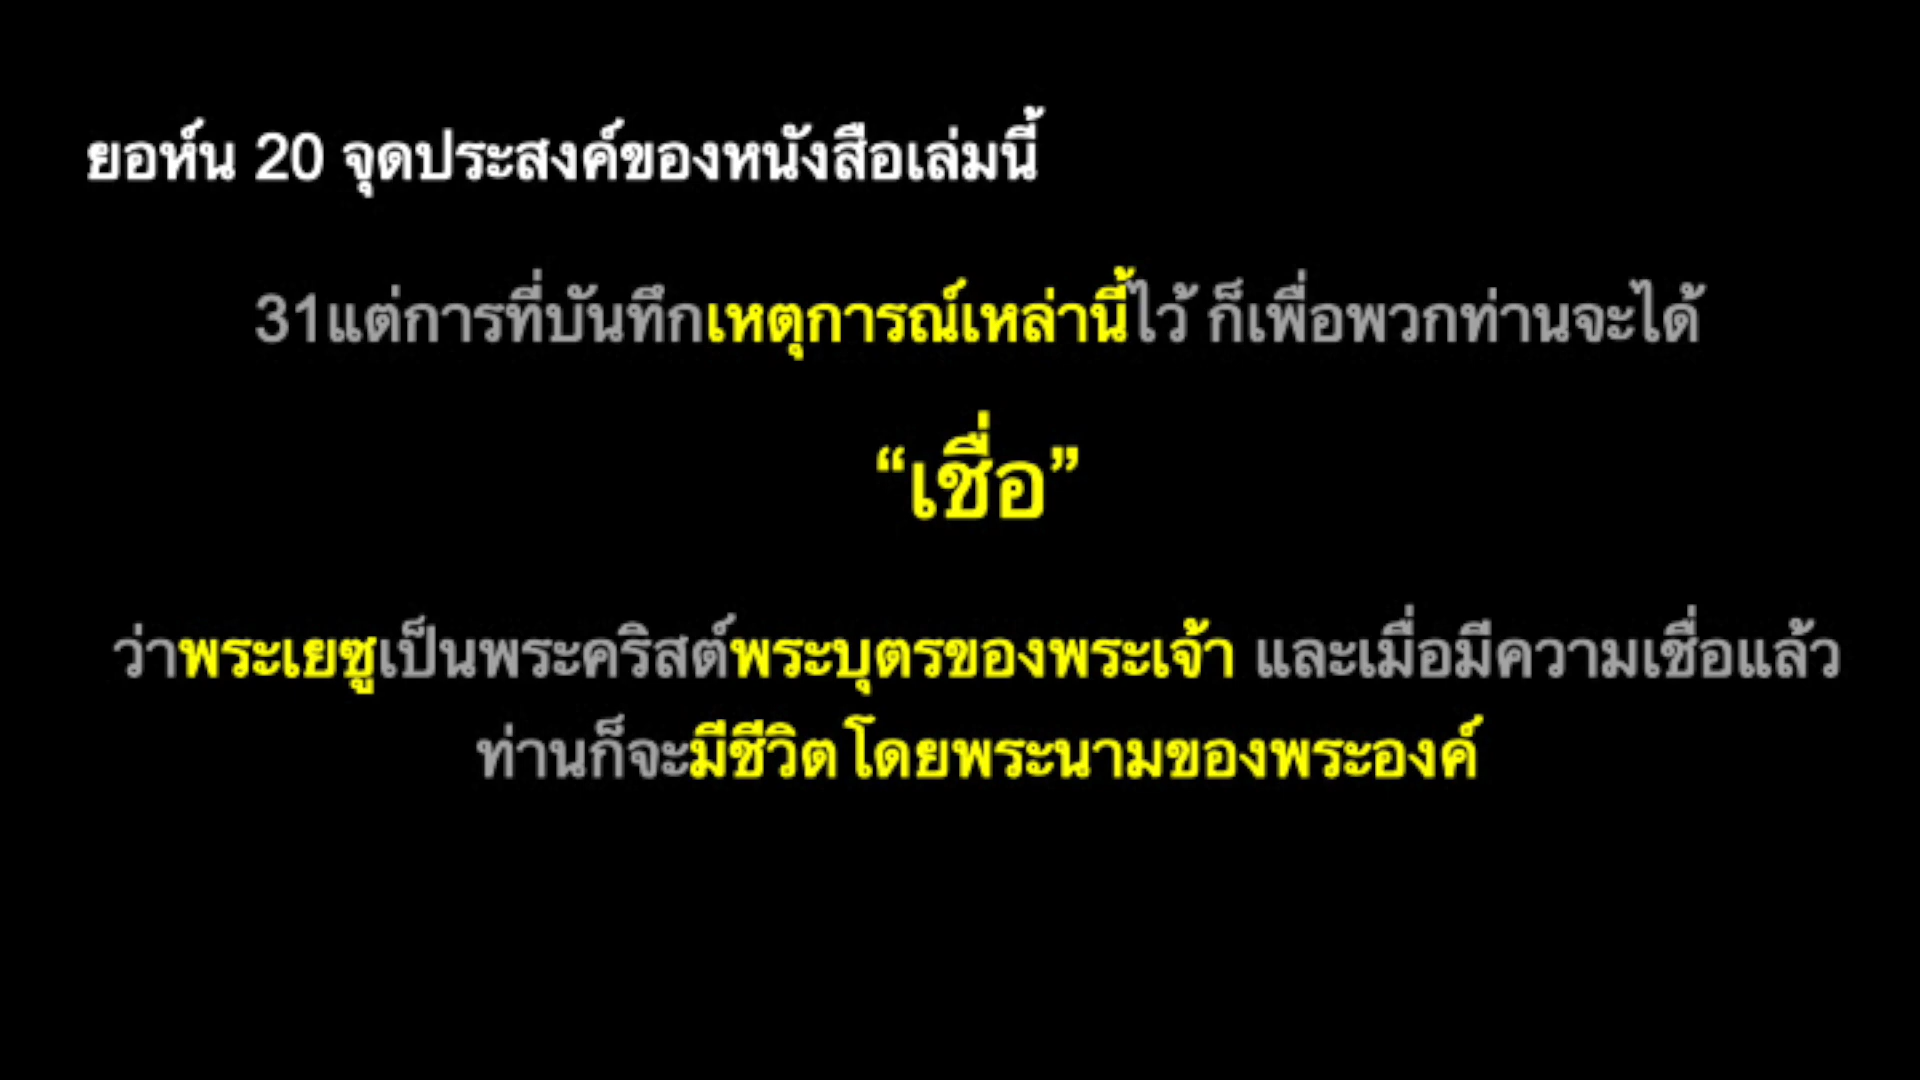 ยอห์น 20 จุดประสงค์ของหนังสือเล่มนี้
31แต่การที่บันทึกเหตุการณ์เหล่านี้ไว้ ก็เพื่อพวกท่านจะได้
“เชื่อ”
ว่าพระเยซูเป็นพระคริสต์พระบุตรของพระเจ้า และเมื่อมีความเชื่อแล้ว
ท่านก็จะมีชีวิตโดยพระนามของพระองค์